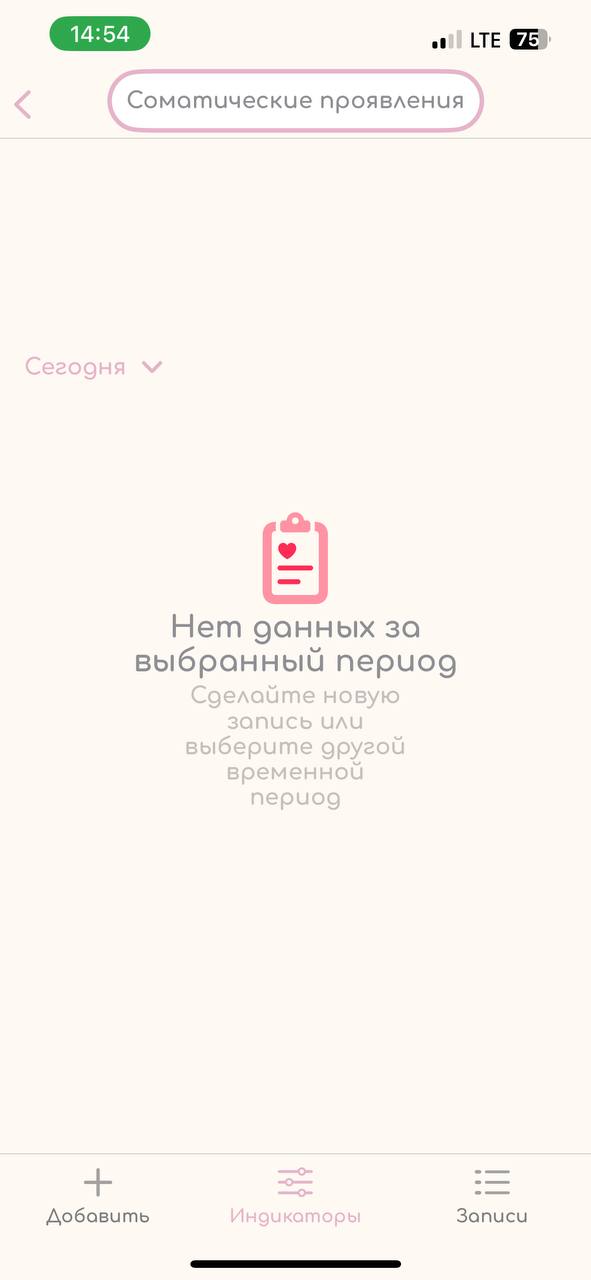 14:54
LTE 75
Соматические проявления
Сегодня
Нет данных за
выбранный период
Сделайте новую
запись или
выберите другой
временной
период
Добавить
Индикаторы
Записи